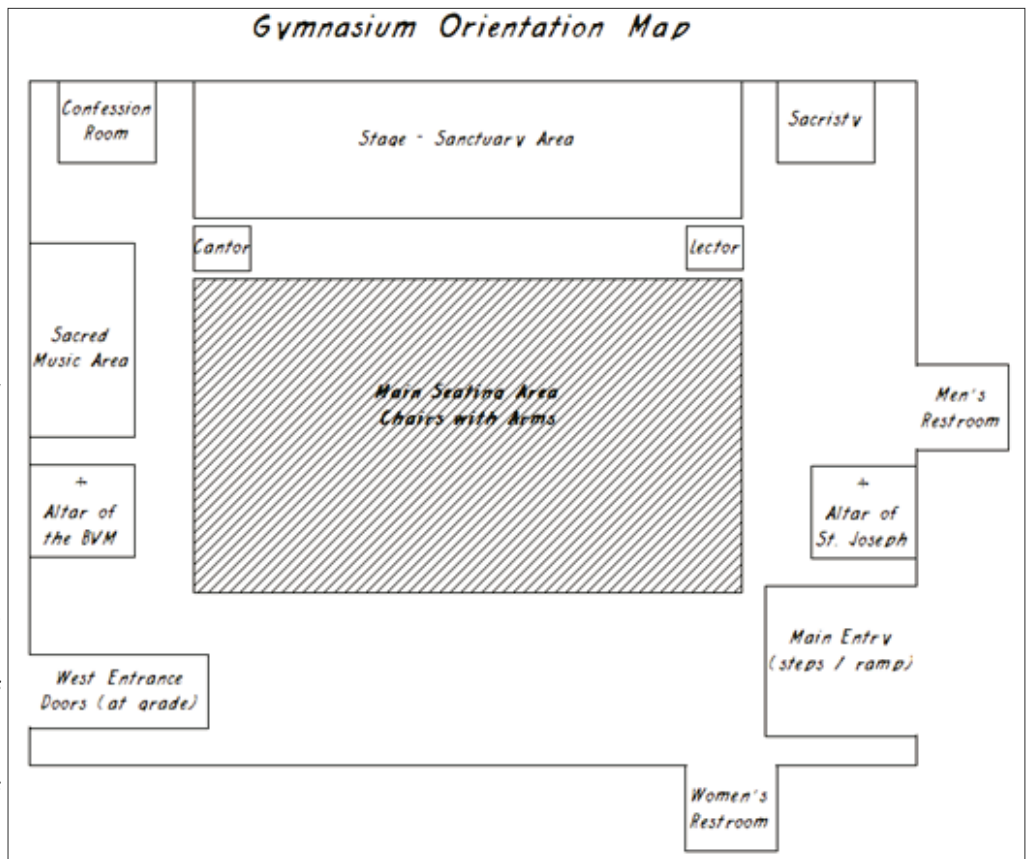 Gymnasium Orientation Map
Confession
Room
Stage - Sanctuary Area
Sacristy
Cantor
Lector
Sacred
Music Area
Main Seating Area
Chairs with Arms
Men's
Restroom
Altar of
the BVM
Altar of
St. Joseph
Main Entry
(steps / ramp)
West Entrance
Doors (at grade)
Women's
Restroom